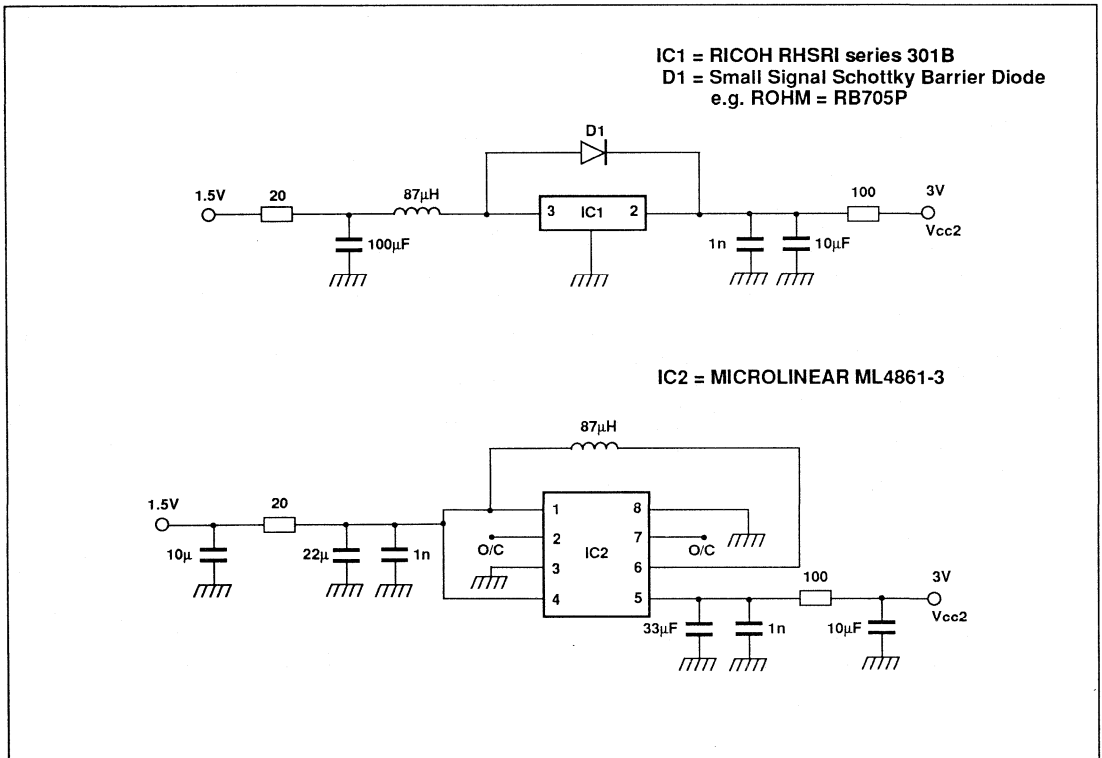 IC1 = RICOH RHSRI series 301B
D1 = Small Signal Schottky Barrier Diode
e.g. ROHM = RB705P
D1
1.5V
20
87μH
3 IC1 2
100
3V
Vcc2
100μF
1n
10μF
IC2 = MICROLINEAR ML4861-3
87μH
1.5V
20
10μ
22μ
1n
O/C
1
2
3
4
IC2
8
7
6
5
O/C
100
3V
Vcc2
33μF
1n
10μF